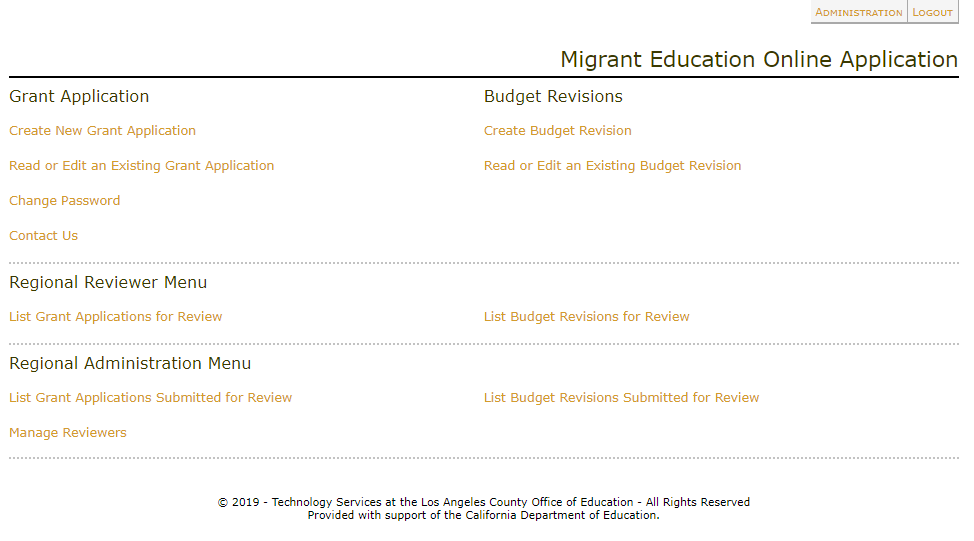 Administration Logout
Migrant Education Online Application
Grant Application
Create New Grant Application
Read or Edit an Existing Grant Application
Change Password
Contact Us
Budget Revisions
Create Budget Revision
Read or Edit an Existing Budget Revision
Regional Reviewer Menu
List Grant Applications for Review
List Budget Revisions for Review
Regional Administration Menu
List Grant Applications Submitted for Review
List Budget Revisions Submitted for Review
Manage Reviewers
© 2019 - Technology Services at the Los Angeles County Office of Education - All Rights Reserved
Provided with support of the California Department of Education.